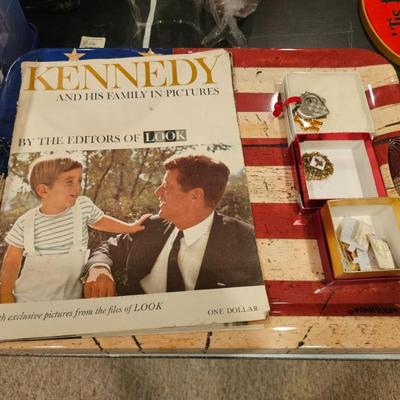 KENNEDY
AND HIS FAMILY IN PICTURES
BY THE EDITORS OF LOOK
exclusive pictures from the files of LOOK
ONE DOLLAR
WARREN